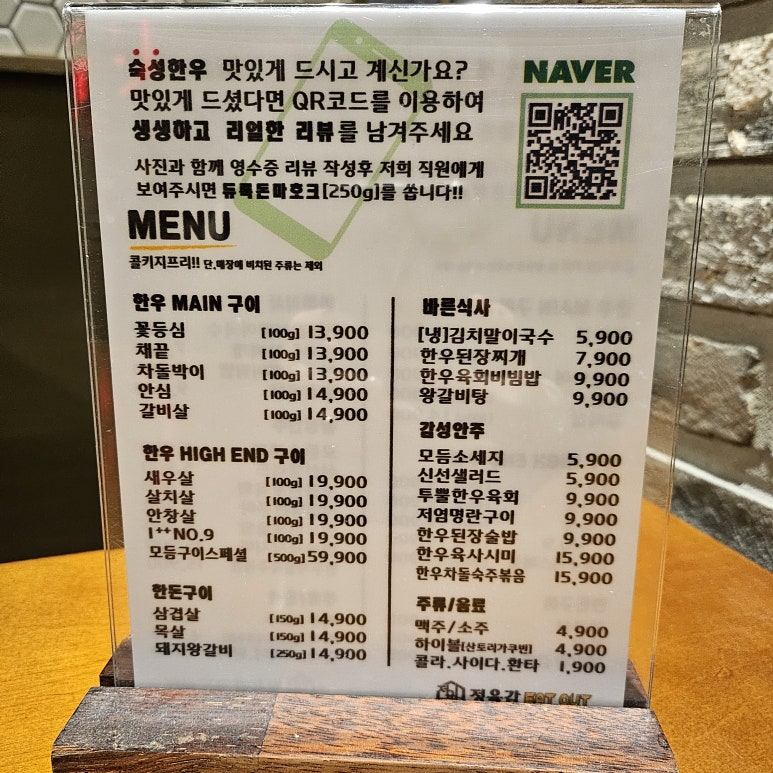 숙성한우 맛있게 드시고 계신가요?
맛있게 드셨다면 QR코드를 이용하여
생생하고 리얼한 리뷰를 남겨주세요
사진과 함께 영수증 리뷰 작성후 저희 직원에게
보여주시면 듀록돈마호크[250g]를 쏩니다!!
NAVER
MENU
콜키지프리!! 단,매장에 비치된 주류는 제외
한우 MAIN 구이
꽃등심 [100g] 13,900
채끝 [100g] 13,900
차돌박이 [100g] 13,900
안심 [100g] 14,900
갈비살 [100g] 14,900
한우 HIGH END 구이
새우살 [100g] 19,900
살치살 [100g] 19,900
안창살 [100g] 19,900
1++NO.9 [100g] 19,900
모듬구이스페셜 [500g] 59,900
한돈구이
삼겹살 [150g] 14,900
목살 [150g] 14,900
돼지왕갈비 [250g] 14,900
바른식사
[냉]김치말이국수 5,900
한우된장찌개 7,900
한우육회비빔밥 9,900
왕갈비탕 9,900
감성안주
모듬소세지 5,900
신선샐러드 5,900
투뿔한우육회 9,900
저염명란구이 9,900
한우된장술밥 9,900
한우육사시미 15,900
한우차돌숙주볶음 15,900
주류/음료
맥주/소주 4,900
하이볼[산토리가쿠빈] 4,900
콜라.사이다.환타 1,900
정육각 EAT OUT